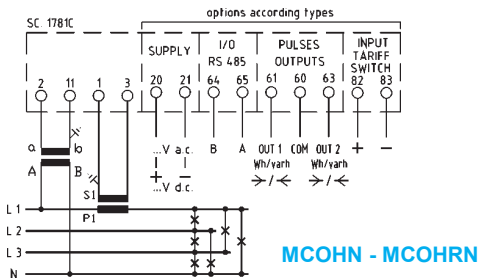 options according types
SC. 1781C
SUPPLY I/O RS 485 PULSES OUTPUTS INPUT TARIFF SWITCH
2 11 1 3 20 21 64 65 61 60 63 82 83
a b ...V a.c. B A OUT 1 COM OUT 2 + −
Wh/varh Wh/varh
A B + − / /
...V d.c.
S1
L 1 P1
L 2
L 3
N
MCOHN - MCOHRN